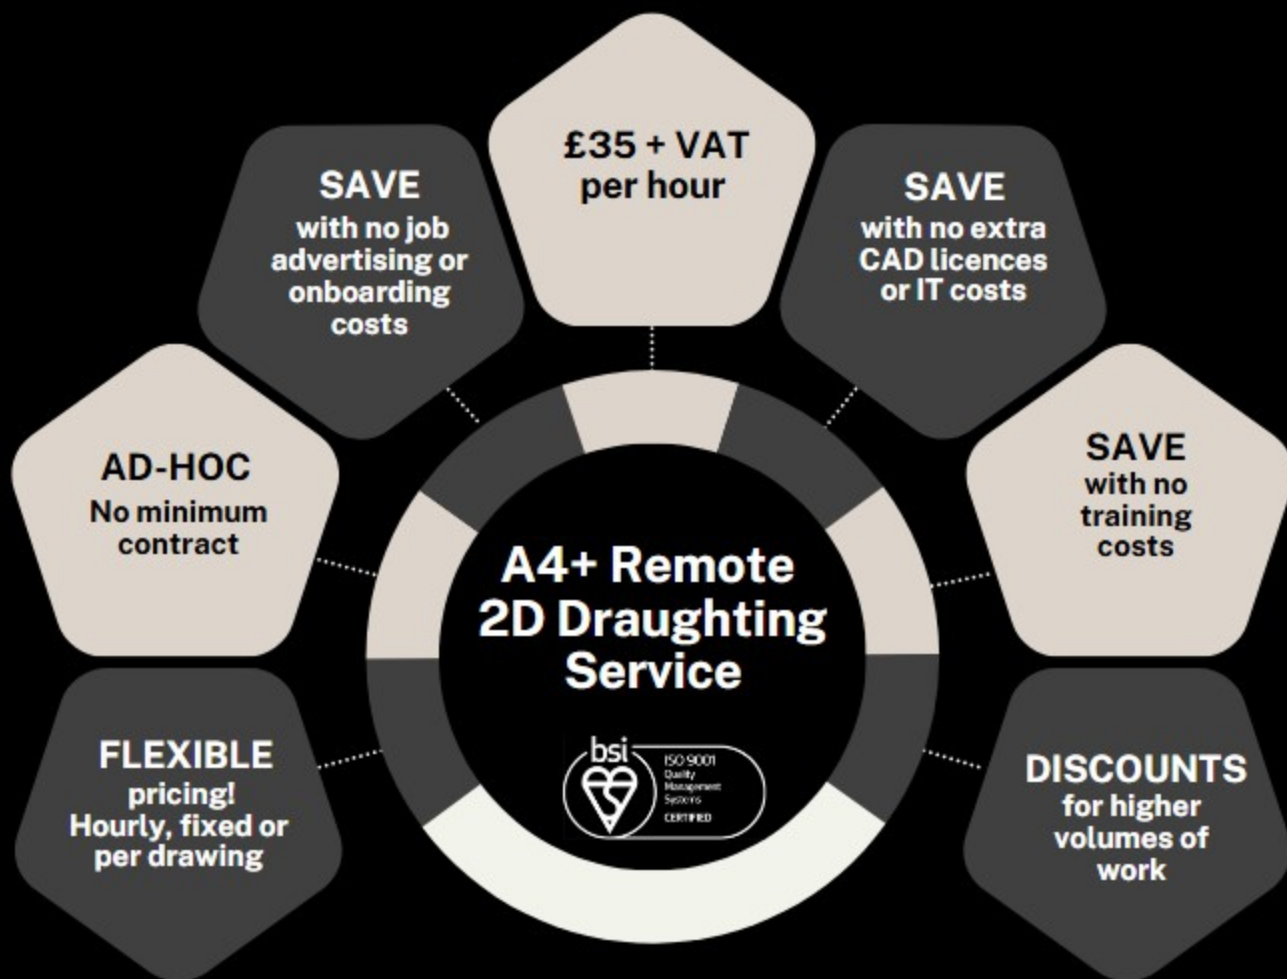 £35 + VAT
per hour
SAVE
with no job
advertising or
onboarding
costs
SAVE
with no extra
CAD licences
or IT costs
AD-HOC
No minimum
contract
SAVE
with no
training
costs
A4+ Remote
2D Draughting
Service
bsi
ISO 9001
Quality
Management
Systems
CERTIFIED
FLEXIBLE
pricing!
Hourly, fixed or
per drawing
DISCOUNTS
for higher
volumes of
work